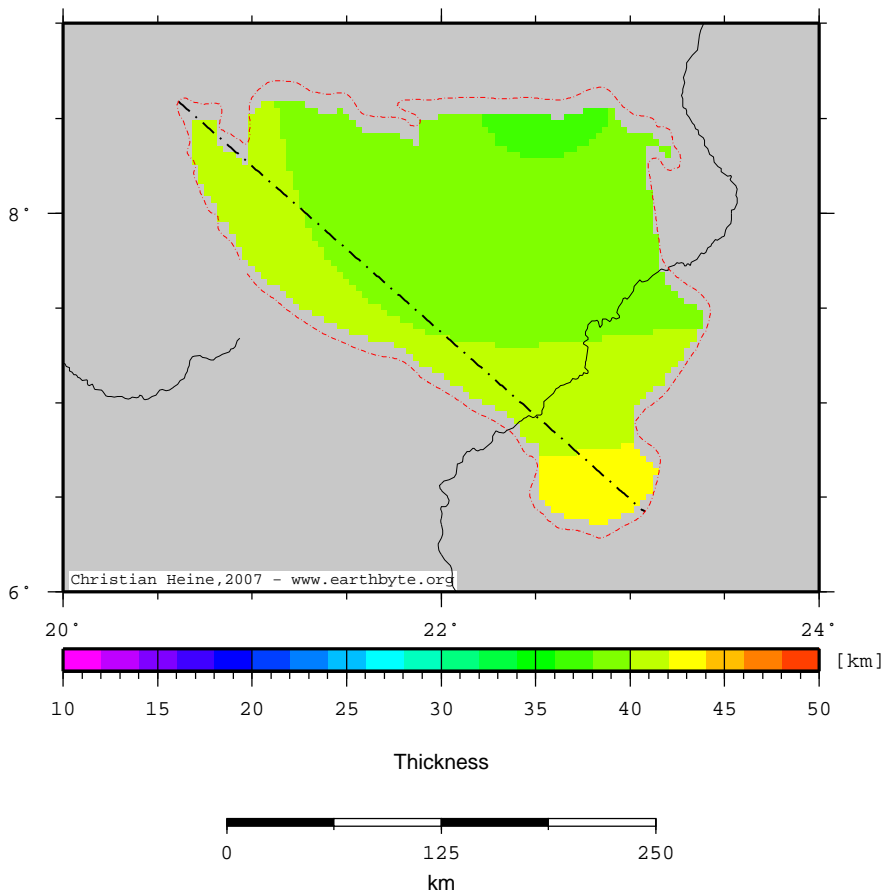 8˚
6˚
Christian Heine,2007 - www.earthbyte.org
20˚ 22˚ 24˚
[km]
10 15 20 25 30 35 40 45 50
Thickness
0 125 250
km